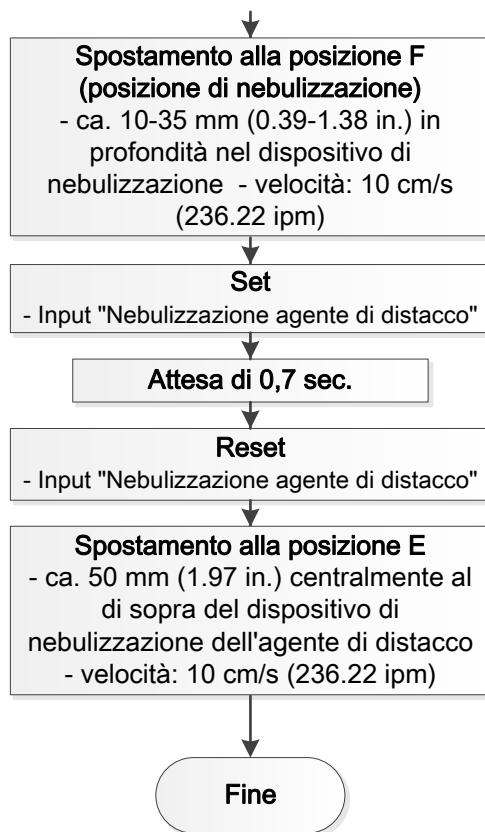 Spostamento alla posizione F
(posizione di nebulizzazione)
- ca. 10-35 mm (0.39-1.38 in.) in
profondità nel dispositivo di
nebulizzazione - velocità: 10 cm/s
(236.22 ipm)
Set
- Input "Nebulizzazione agente di distacco"
Attesa di 0,7 sec.
Reset
- Input "Nebulizzazione agente di distacco"
Spostamento alla posizione E
- ca. 50 mm (1.97 in.) centralmente al
di sopra del dispositivo di
nebulizzazione dell'agente di distacco
- velocità: 10 cm/s (236.22 ipm)
Fine